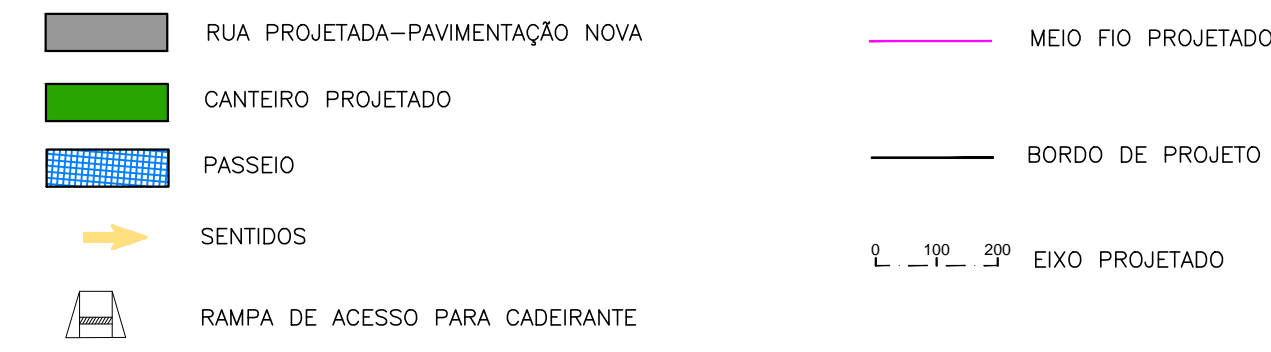 RUA PROJETADA-PAVIMENTAÇÃO NOVA
CANTEIRO PROJETADO
PASSEIO
SENTIDOS
RAMPA DE ACESSO PARA CADEIRANTE
MEIO FIO PROJETADO
BORDO DE PROJETO
0 100 200 EIXO PROJETADO